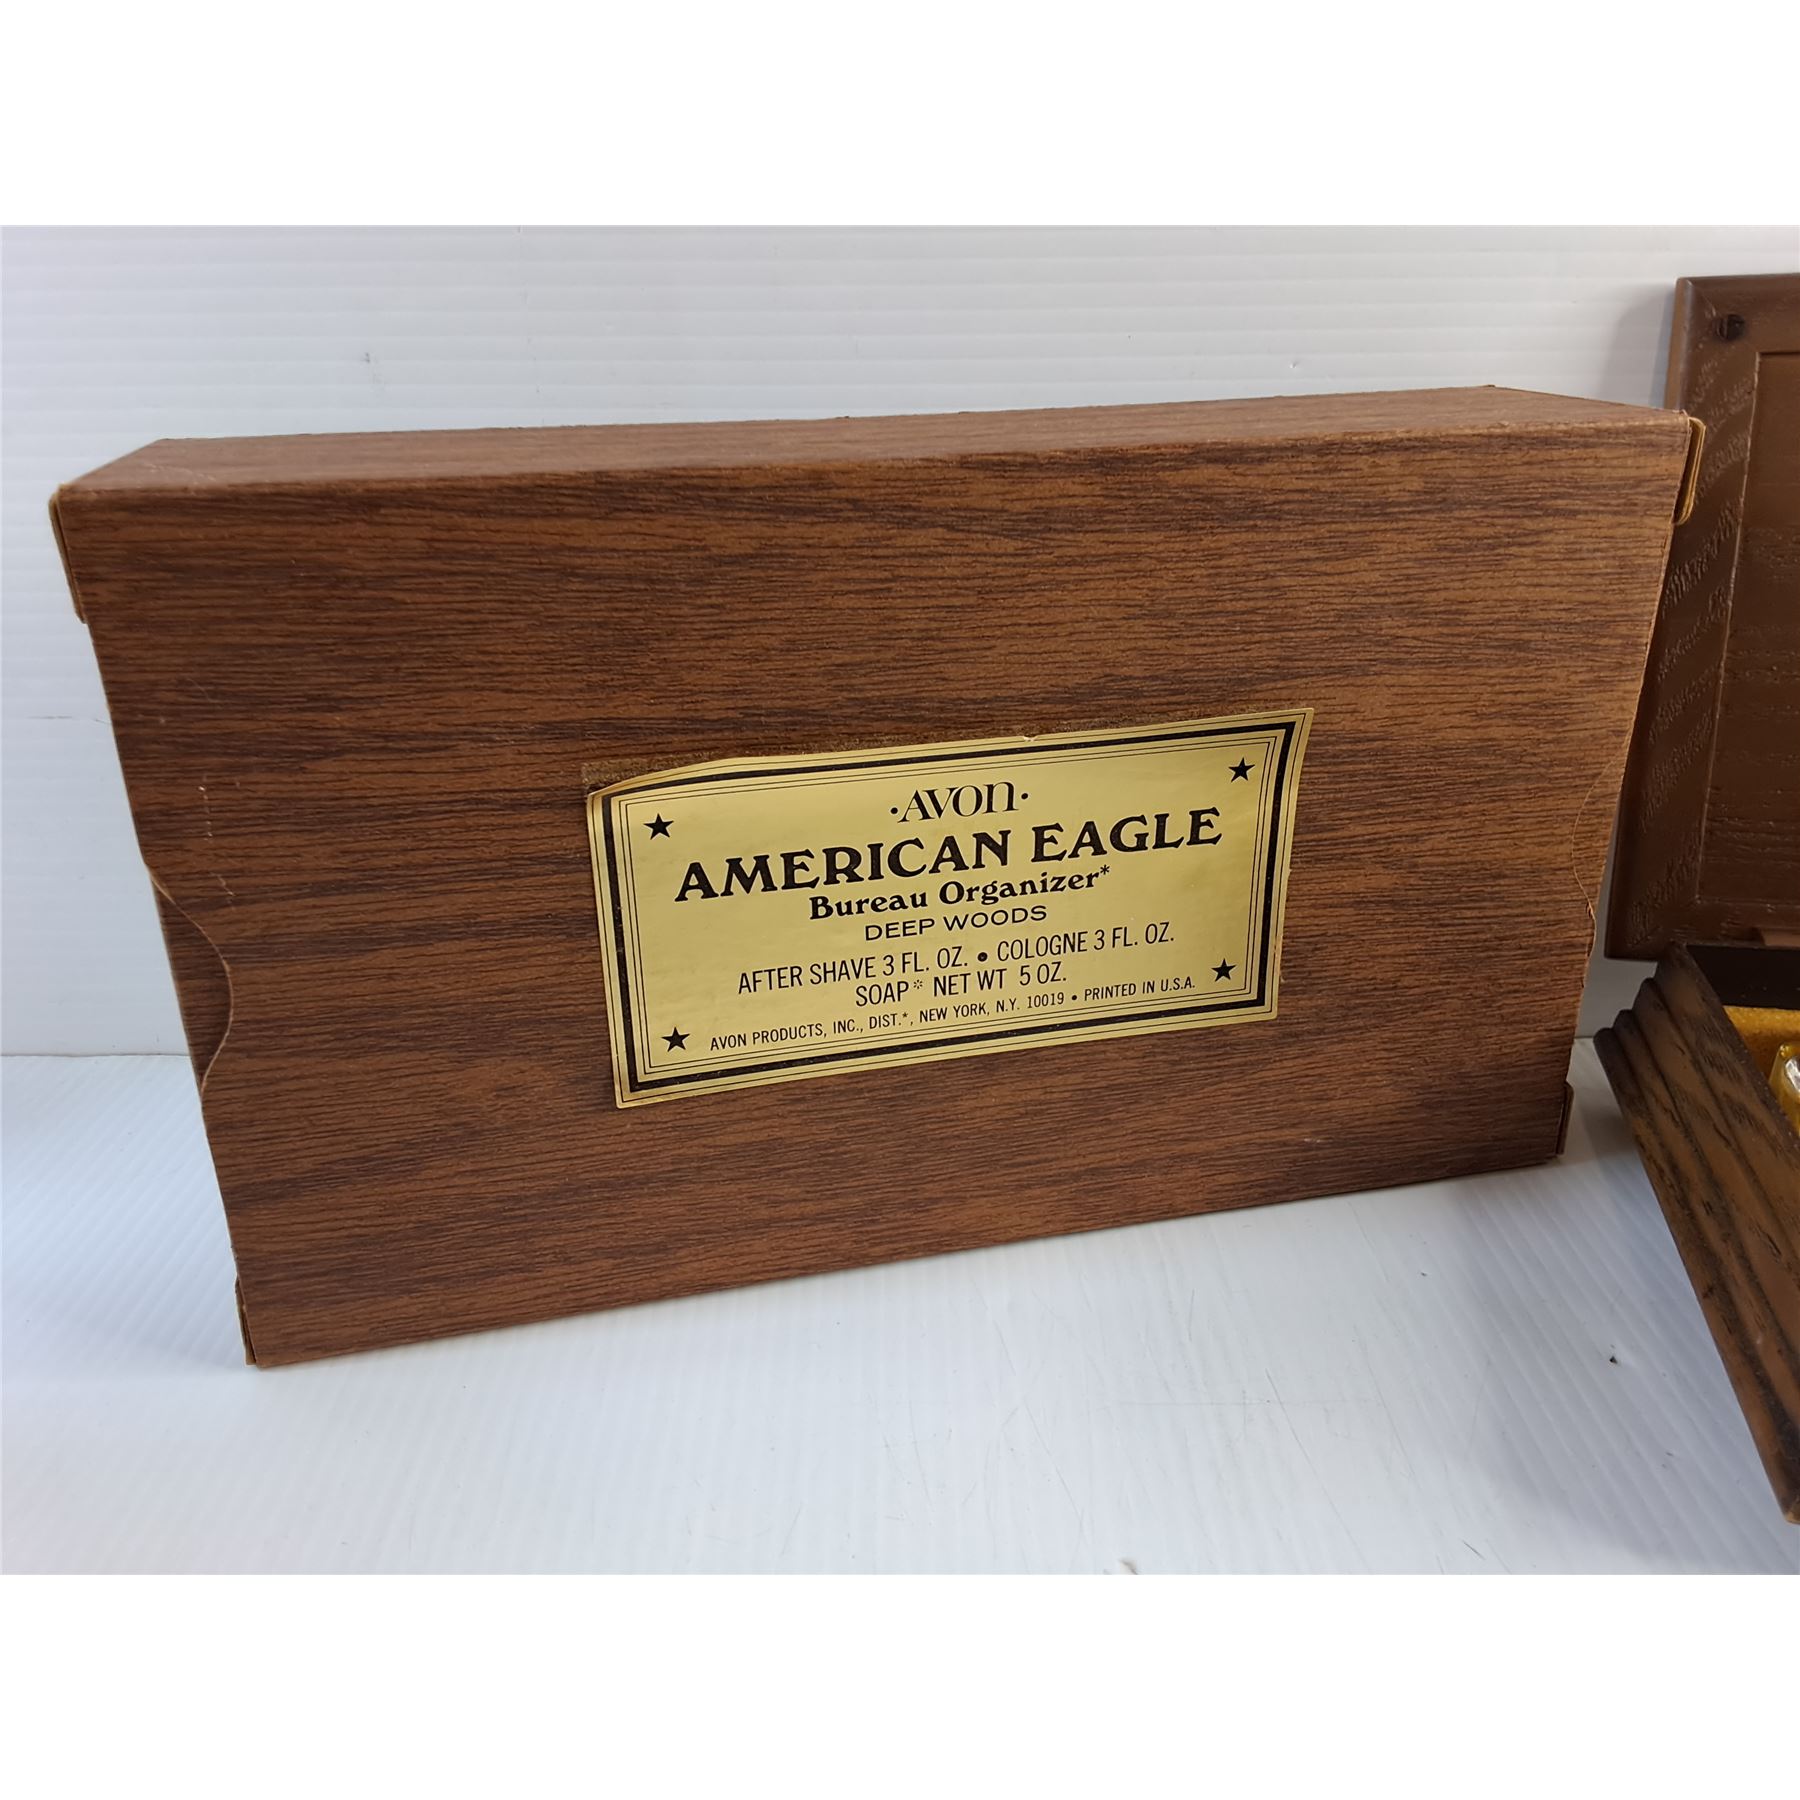 ·AVON·
AMERICAN EAGLE
Bureau Organizer*
DEEP WOODS
AFTER SHAVE 3 FL. OZ. • COLOGNE 3 FL. OZ.
SOAP* NET WT 5 OZ.
AVON PRODUCTS, INC., DIST.*, NEW YORK, N.Y. 10019 • PRINTED IN U.S.A.